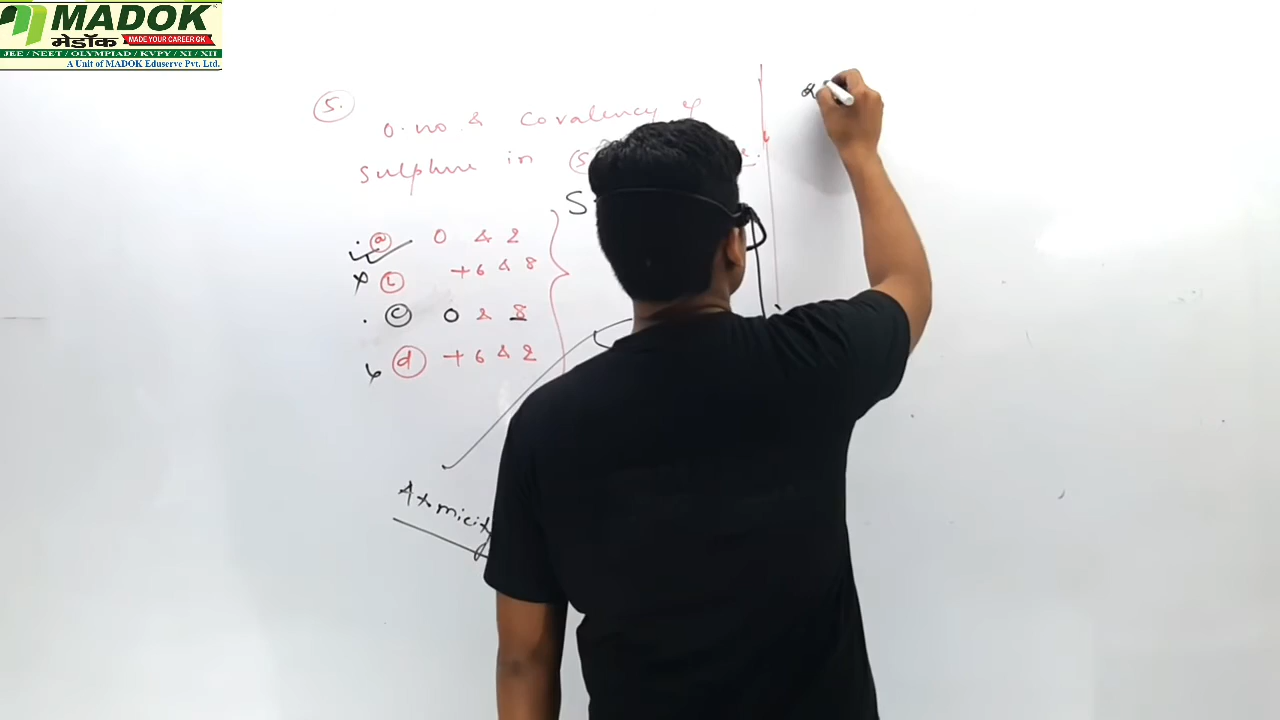 MADOK
मेडॉक MADE YOUR CAREER OK
JEE / NEET / OLYMPIAD / KVPY / XI / XII
A Unit of MADOK Eduserve Pvt. Ltd.
5. O.no & Covalency of
Sulphur in (S
S
a 0 & 2
b +6 & 8
c 0 & 8
d +6 & 2
Atomicity